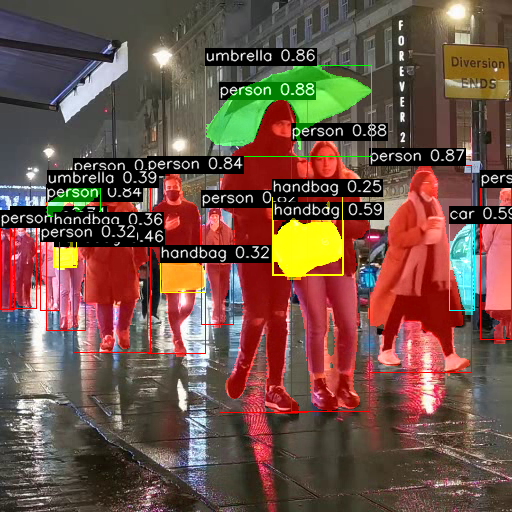 umbrella 0.86
person 0.88
person 0.88
FOREVER 2
Diversion
ENDS
person 0.84
person 0.87
umbrella 0.39
person 0.84
handbag 0.25
handbag 0.59
handbag 0.36
person 0.32
handbag 0.32
car 0.59